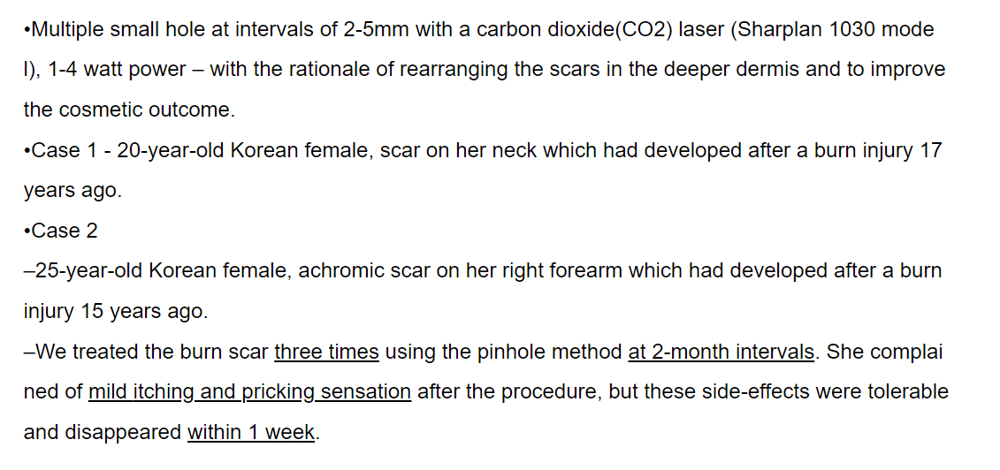 •Multiple small hole at intervals of 2-5mm with a carbon dioxide(CO2) laser (Sharplan 1030 mode
l), 1-4 watt power – with the rationale of rearranging the scars in the deeper dermis and to improve
the cosmetic outcome.
•Case 1 - 20-year-old Korean female, scar on her neck which had developed after a burn injury 17
years ago.
•Case 2
–25-year-old Korean female, achromic scar on her right forearm which had developed after a burn
injury 15 years ago.
–We treated the burn scar three times using the pinhole method at 2-month intervals. She complai
ned of mild itching and pricking sensation after the procedure, but these side-effects were tolerable
and disappeared within 1 week.